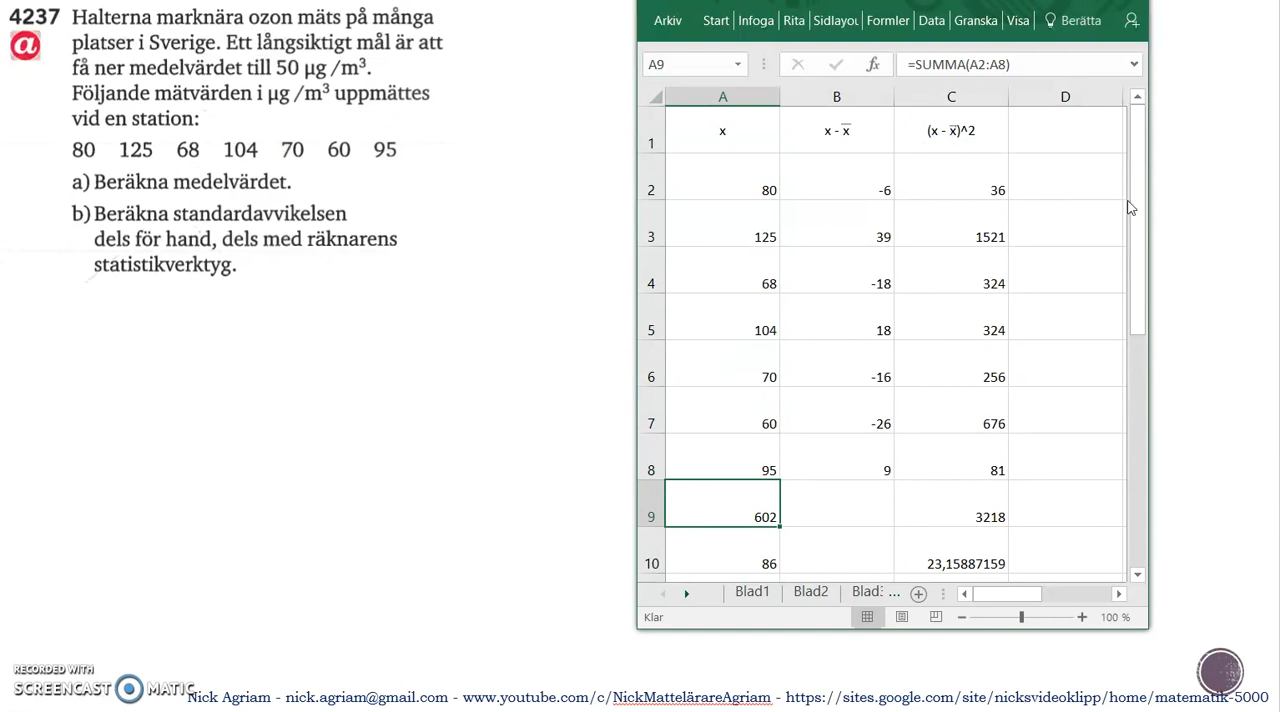 4237 Halterna marknära ozon mäts på många
platser i Sverige. Ett långsiktigt mål är att
få ner medelvärdet till 50 µg /m³.
Följande mätvärden i µg /m³ uppmättes
vid en station:
80 125 68 104 70 60 95
a) Beräkna medelvärdet.
b) Beräkna standardavvikelsen
dels för hand, dels med räknarens
statistikverktyg.
a
Arkiv Start Infoga Rita Sidlayou Formler Data Granska Visa Berätta
A9 fx =SUMMA(A2:A8)
A B C D
1 x x - x̅ (x - x̅)^2
2 80 -6 36
3 125 39 1521
4 68 -18 324
5 104 18 324
6 70 -16 256
7 60 -26 676
8 95 9 81
9 602 3218
10 86 23,15887159
Blad1 Blad2 Blad: ...
Klar 100 %
RECORDED WITH
SCREENCAST MATIC
Nick Agriam - nick.agriam@gmail.com - www.youtube.com/c/NickMattelärareAgriam - https://sites.google.com/site/nicksvideoklipp/home/matematik-5000